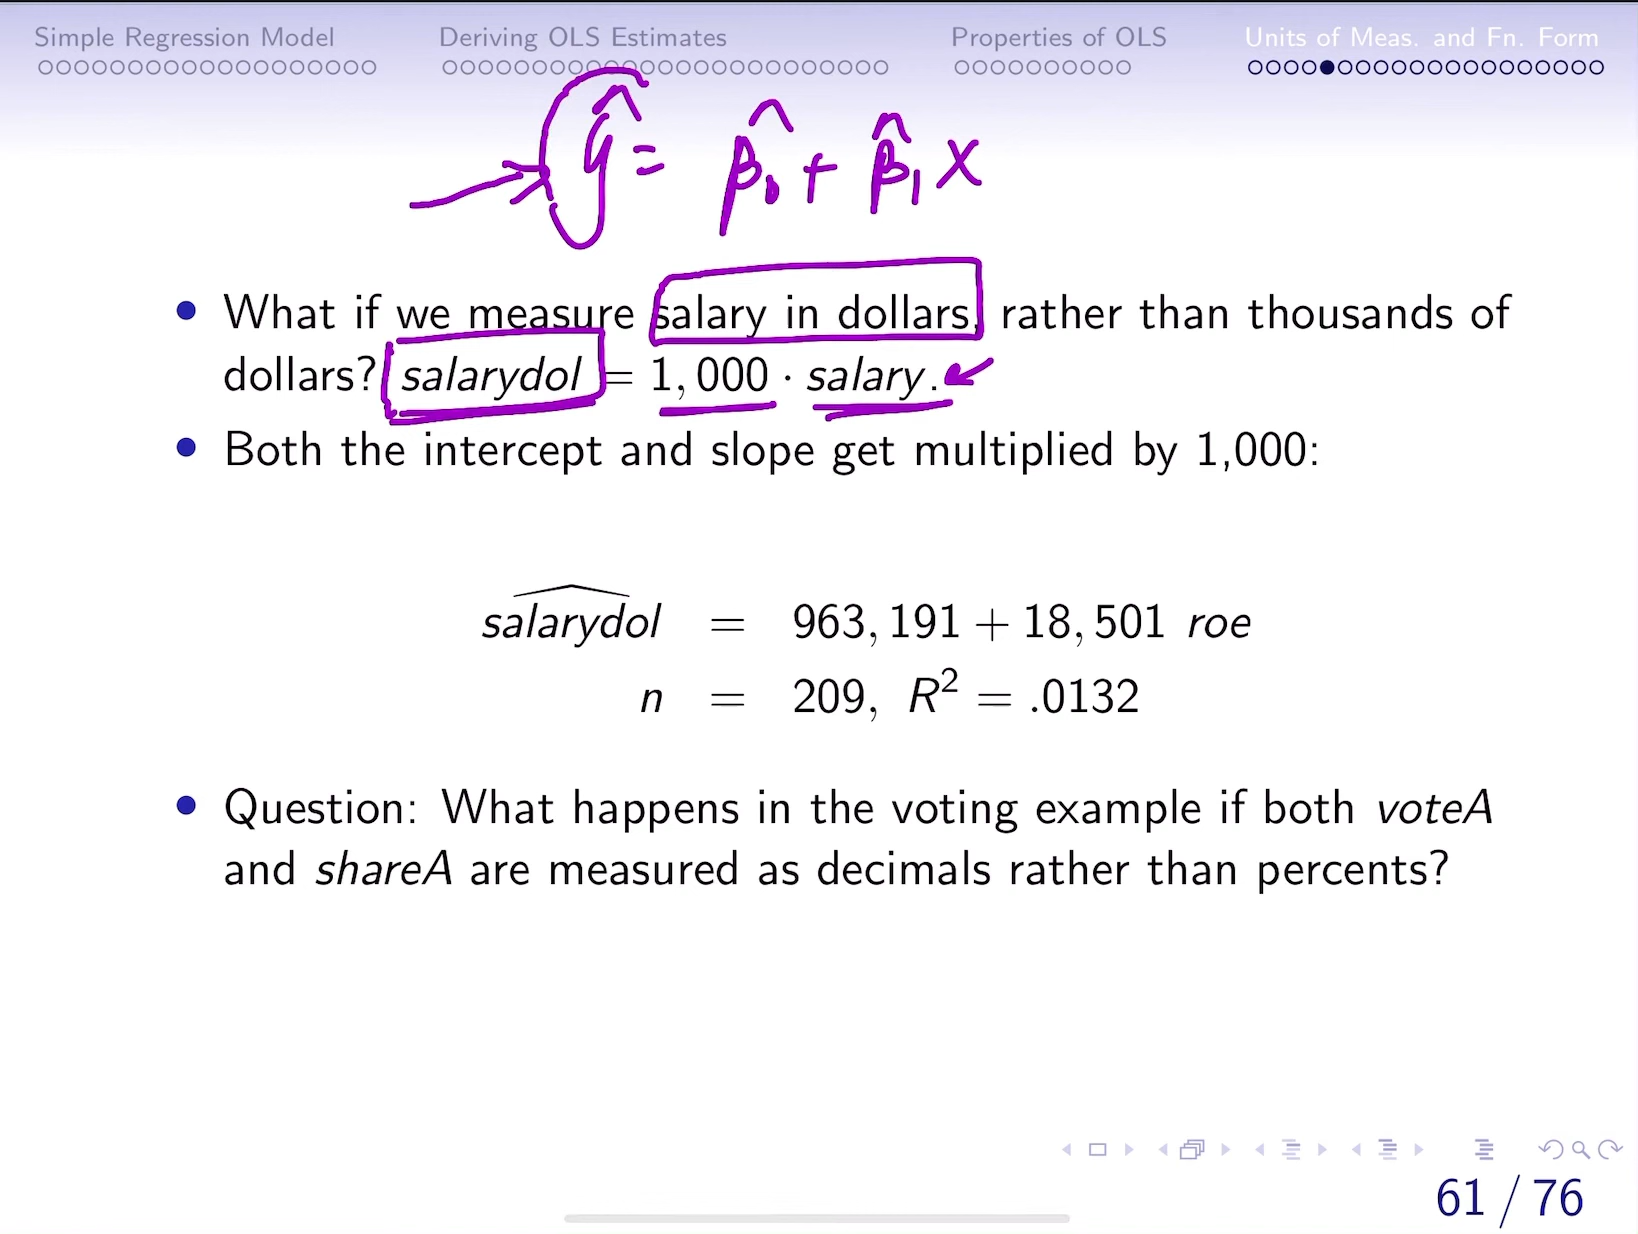 Simple Regression Model Deriving OLS Estimates Properties of OLS Units of Meas. and Fn. Form
ŷ = β̂₀ + β̂₁ x
• What if we measure salary in dollars, rather than thousands of
dollars? salarydol = 1,000 · salary.
• Both the intercept and slope get multiplied by 1,000:
\widehat{salarydol} = 963,191 + 18,501 roe
n = 209, R² = .0132
• Question: What happens in the voting example if both voteA
and shareA are measured as decimals rather than percents?
61 / 76